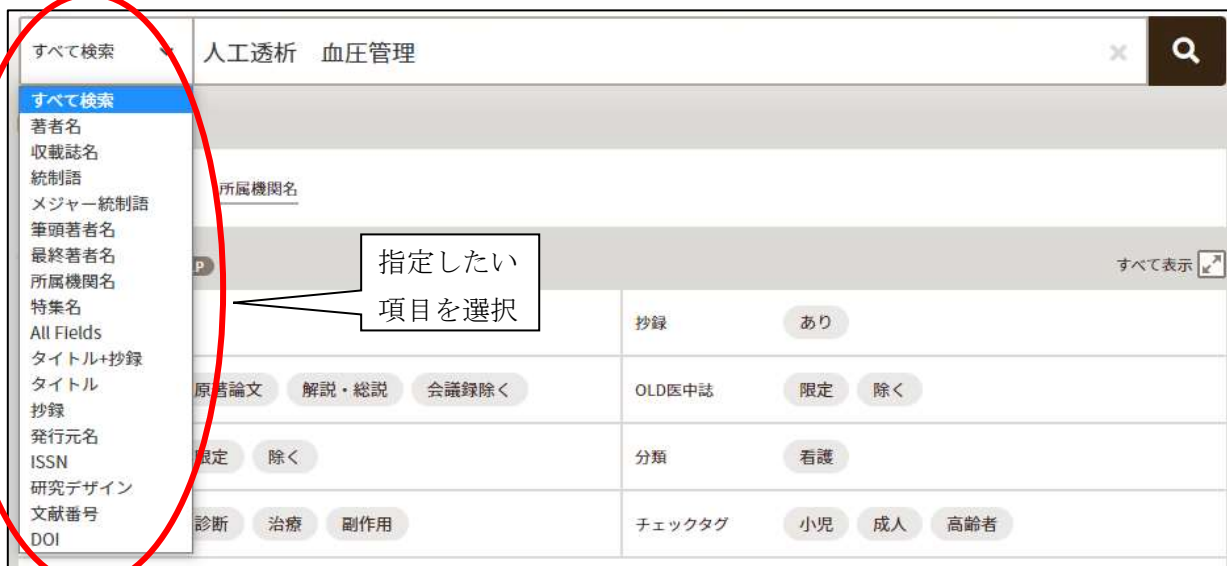 すべて検索
人工透析　血圧管理
すべて検索
著者名
収載誌名
統制語
メジャー統制語
筆頭著者名
最終著者名
所属機関名
特集名
All Fields
タイトル+抄録
タイトル
抄録
発行元名
ISSN
研究デザイン
文献番号
DOI
所属機関名
指定したい
項目を選択
すべて表示
抄録 あり
原著論文 解説・総説 会議録除く
OLD医中誌 限定 除く
限定 除く
分類 看護
診断 治療 副作用
チェックタグ 小児 成人 高齢者